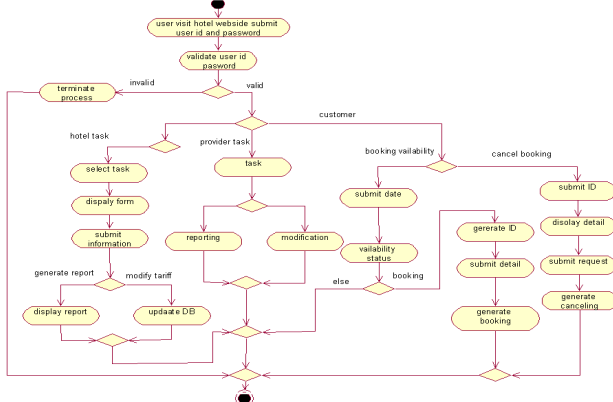 user visit hotel webside submit
user id and password
validate user id
pasword
invalid
valid
terminate
process
customer
hotel task
provider task
booking vailability
cancel booking
task
select task
submit ID
submit date
dispaly form
disolay detail
gererate ID
submit
information
reporting
modification
vailability
status
submit detail
submit request
generate report
modify tariff
else
booking
generate
canceling
display report
updaate DB
generate
booking